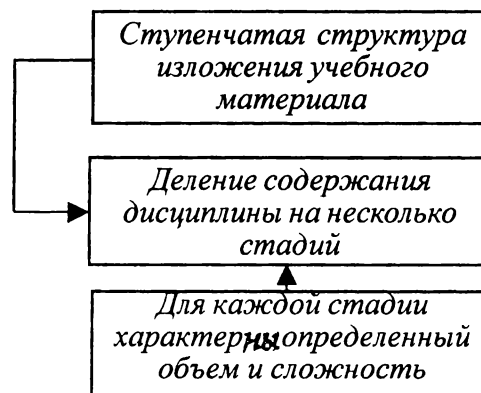 Ступенчатая структура
изложения учебного
материала
Деление содержания
дисциплины на несколько
стадий
Для каждой стадии
характерны определенный
объем и сложность